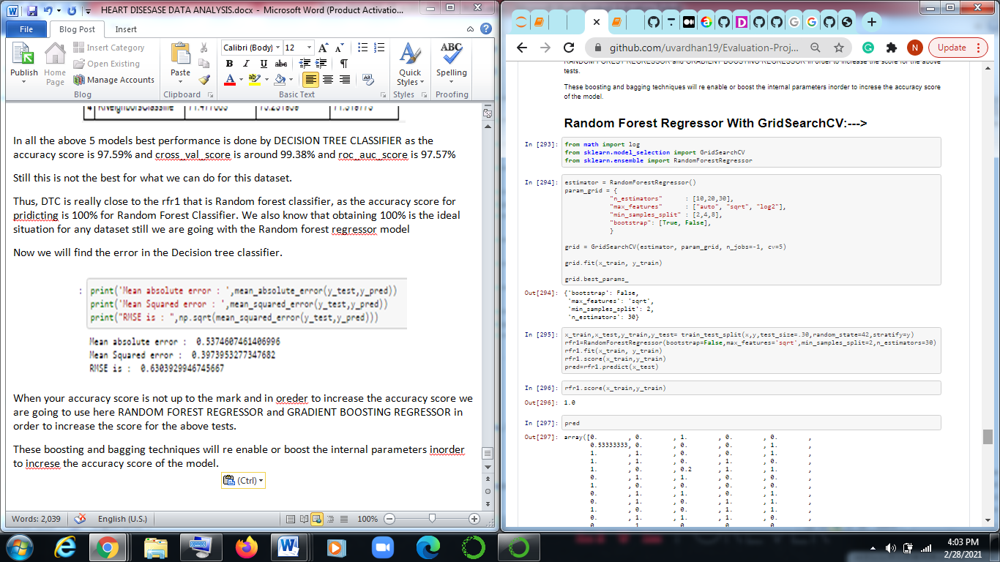 HEART DISESASE DATA ANALYSIS.docx - Microsoft Word (Product Activatio...
File
Blog Post
Insert
Publish
Home Page
Insert Category
Open Existing
Manage Accounts
Blog
Paste
Clipboard
Calibri (Body)
12
B I U abc
Basic Text
Quick Styles
Styles
ABC
Spelling
Proofing
In all the above 5 models best performance is done by DECISION TREE CLASSIFIER as the
accuracy score is 97.59% and cross_val_score is around 99.38% and roc_auc_score is 97.57%
Still this is not the best for what we can do for this dataset.
Thus, DTC is really close to the rfr1 that is Random forest classifier, as the accuracy score for
pridicting is 100% for Random Forest Classifier. We also know that obtaining 100% is the ideal
situation for any dataset still we are going with the Random forest regressor model
Now we will find the error in the Decision tree classifier.
: print('Mean absolute error : ',mean_absolute_error(y_test,y_pred))
print('Mean Squared error : ',mean_squared_error(y_test,y_pred))
print("RMSE is : ",np.sqrt(mean_squared_error(y_test,y_pred)))
Mean absolute error : 0.5374607461406996
Mean Squared error : 0.3973953277347682
RMSE is : 0.6303929946745667
When your accuracy score is not up to the mark and in oreder to increase the accuracy score we
are going to use here RANDOM FOREST REGRESSOR and GRADIENT BOOSTING REGRESSOR in
order to increase the score for the above tests.
These boosting and bagging techniques will re enable or boost the internal parameters inorder
to increse the accuracy score of the model.
(Ctrl)
Words: 2,039
English (U.S.)
100%
github.com/uvardhan19/Evaluation-Proj...
N
Update
RANDOM FOREST REGRESSOR and GRADIENT BOOSTING REGRESSOR in order to increase the score for the above
tests.
These boosting and bagging techniques will re enable or boost the internal parameters inorder to increse the accuracy score
of the model.
Random Forest Regressor With GridSearchCV:--->
In [293]: from math import log
from sklearn.model_selection import GridSearchCV
from sklearn.ensemble import RandomForestRegressor
In [294]: estimator = RandomForestRegressor()
param_grid = {
"n_estimators" : [10,20,30],
"max_features" : ["auto", "sqrt", "log2"],
"min_samples_split" : [2,4,8],
"bootstrap": [True, False],
}
grid = GridSearchCV(estimator, param_grid, n_jobs=-1, cv=5)
grid.fit(x_train, y_train)
grid.best_params_
Out[294]: {'bootstrap': False,
'max_features': 'sqrt',
'min_samples_split': 2,
'n_estimators': 30}
In [295]: x_train,x_test,y_train,y_test= train_test_split(x,y,test_size=.30,random_state=42,stratify=y)
rfr1=RandomForestRegressor(bootstrap=False,max_features='sqrt',min_samples_split=2,n_estimators=30)
rfr1.fit(x_train, y_train)
rfr1.score(x_train,y_train)
pred=rfr1.predict(x_test)
In [296]: rfr1.score(x_train,y_train)
Out[296]: 1.0
In [297]: pred
Out[297]: array([0. , 0. , 1. , 0. , 0. ,
0.53333333, 0. , 0. , 0. , 1. ,
1. , 1. , 0. , 0. , 1. ,
1. , 1. , 0. , 1. , 0. ,
1. , 0. , 0.2 , 1. , 1. ,
0. , 1. , 1. , 0. , 0. ,
1. , 0. , 0. , 0. , 0. ,
0. , 1. , 0. , 1. , 1. ,
1. , 0. , 0. , 1. , 1. ,
0. , 1. , 1. , 1. , 0. ,
4:03 PM
2/28/2021